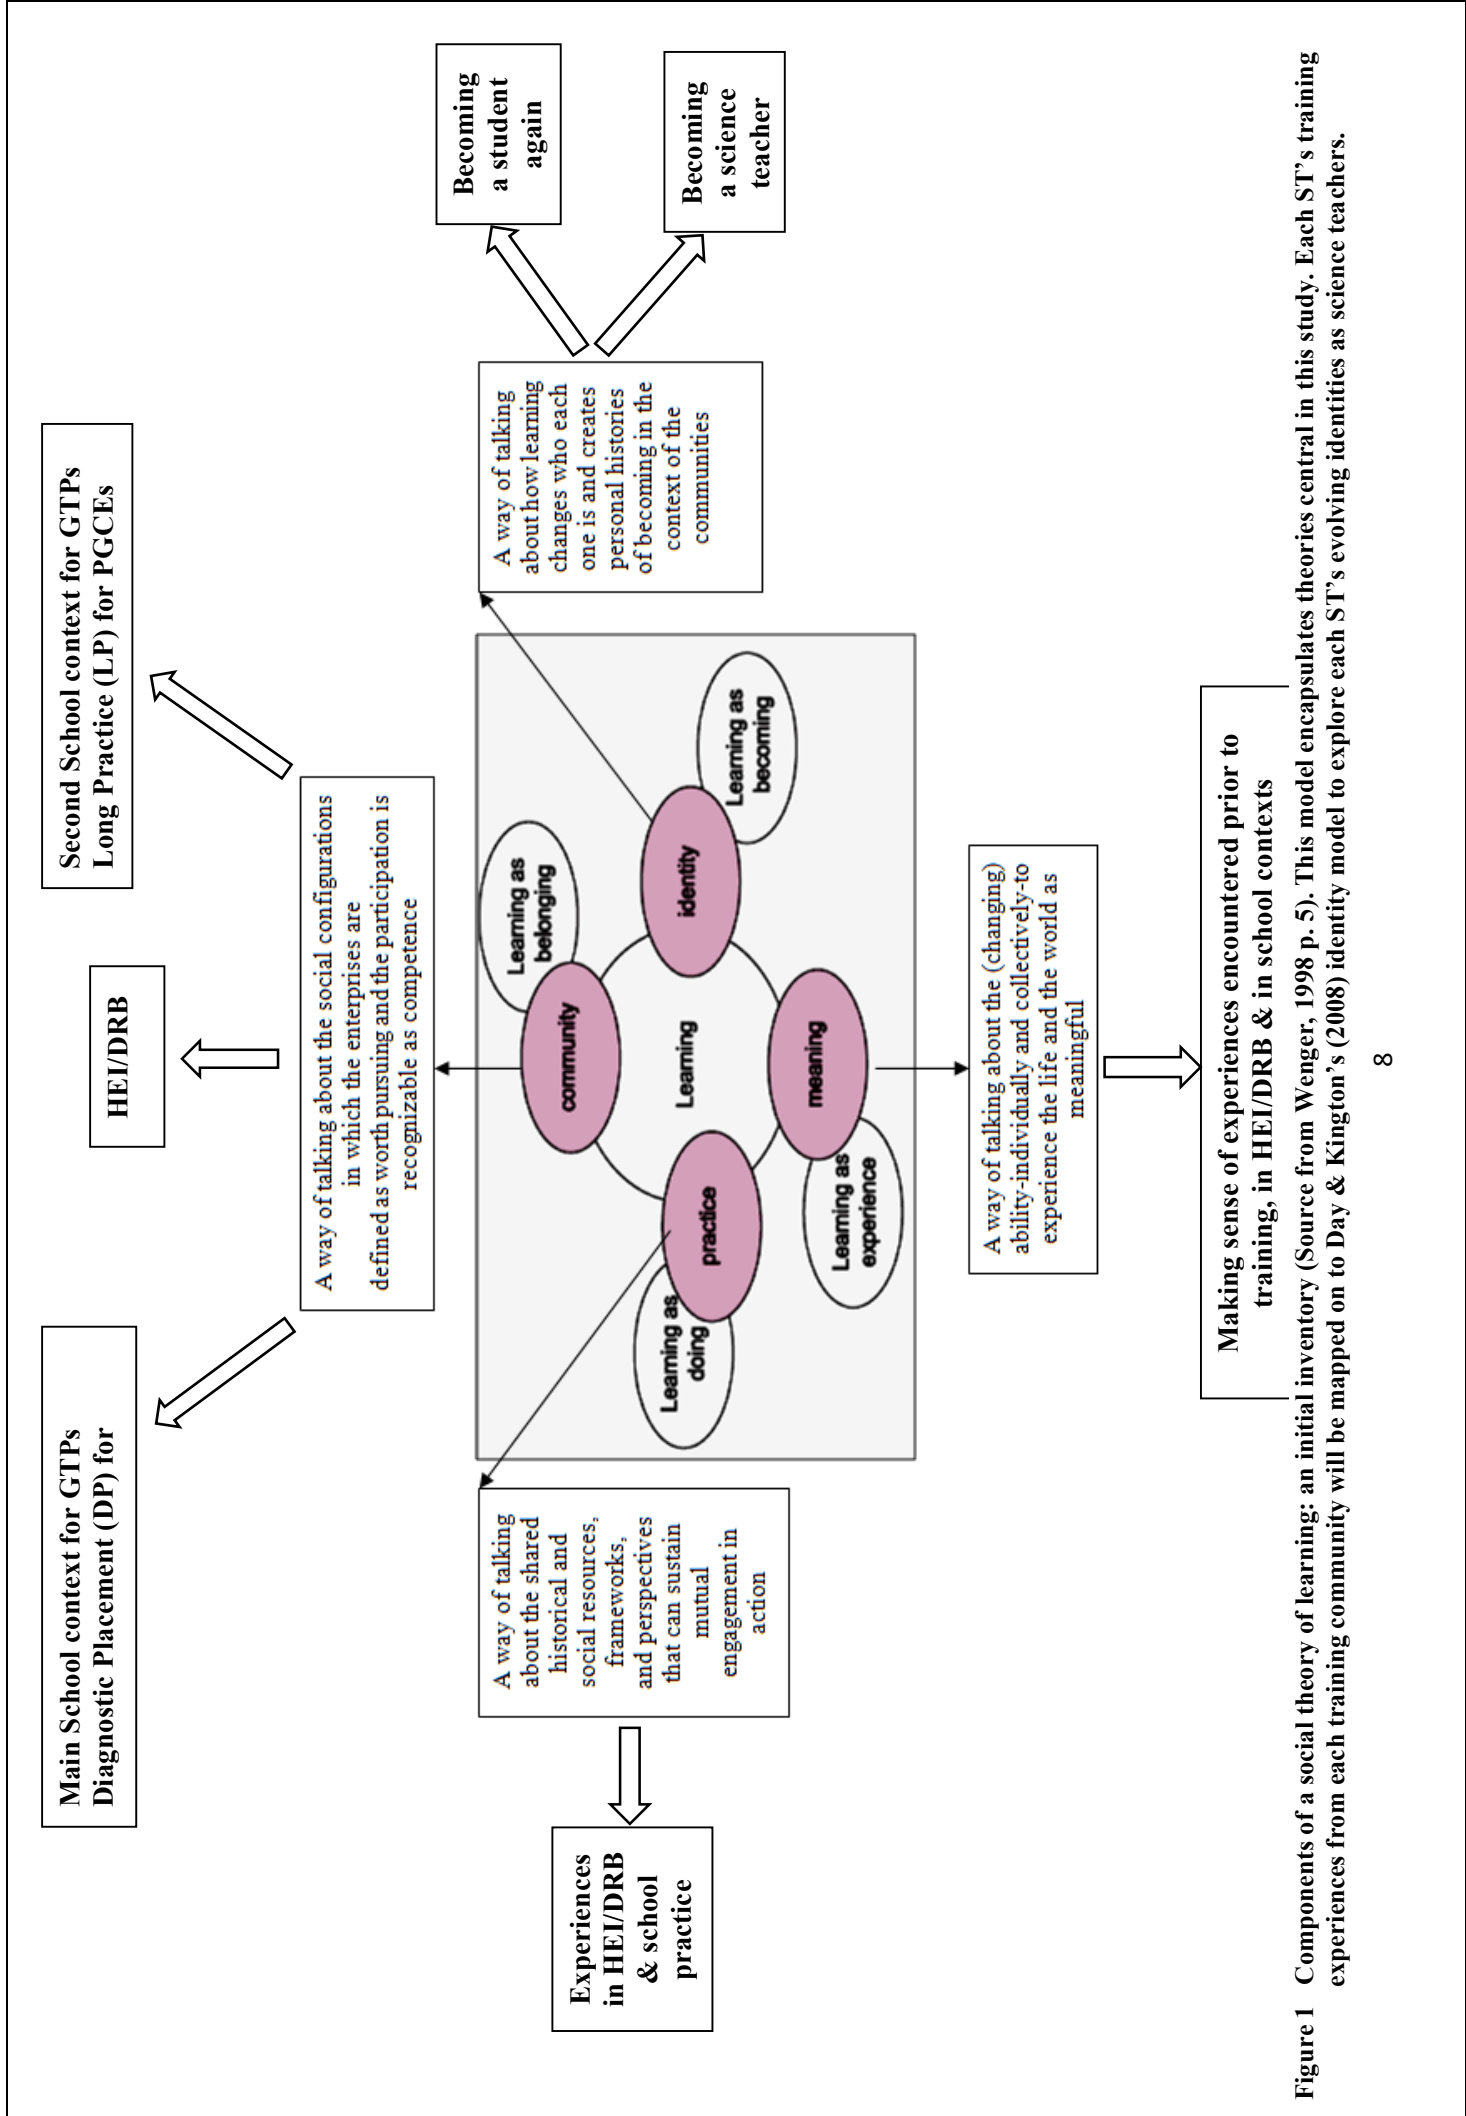 Main School context for GTPs
Diagnostic Placement (DP) for
HEI/DRB
Second School context for GTPs
Long Practice (LP) for PGCEs
A way of talking about the social configurations
in which the enterprises are
defined as worth pursuing and the participation is
recognizable as competence
Experiences
in HEI/DRB
& school
practice
A way of talking
about the shared
historical and
social resources,
frameworks,
and perspectives
that can sustain
mutual
engagement in
action
Learning as
doing
practice
community
Learning as
belonging
Learning
identity
Learning as
becoming
meaning
Learning as
experience
A way of talking
about how learning
changes who each
one is and creates
personal histories
of becoming in the
context of the
communities
Becoming
a student
again
Becoming
a science
teacher
A way of talking about the (changing)
ability-individually and collectively-to
experience the life and the world as
meaningful
Making sense of experiences encountered prior to
training, in HEI/DRB & in school contexts
Figure 1 Components of a social theory of learning: an initial inventory (Source from Wenger, 1998 p. 5). This model encapsulates theories central in this study. Each ST's training
experiences from each training community will be mapped on to Day & Kington's (2008) identity model to explore each ST's evolving identities as science teachers.
8